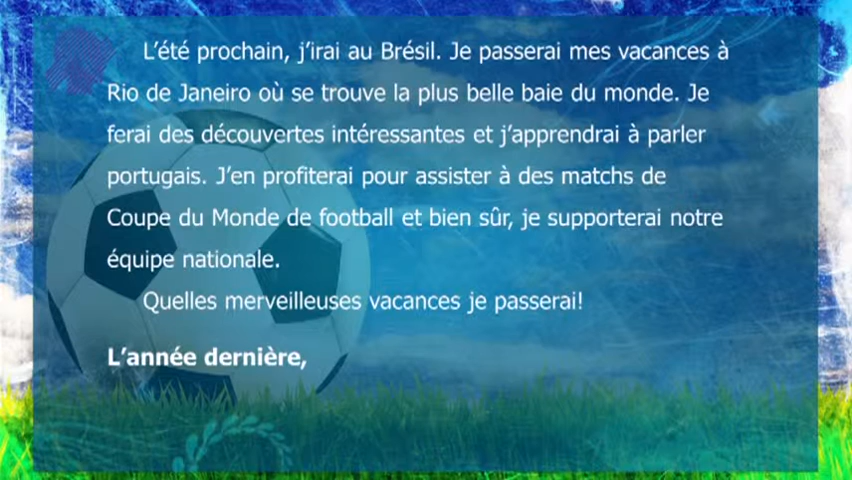 L’été prochain, j’irai au Brésil. Je passerai mes vacances à
Rio de Janeiro où se trouve la plus belle baie du monde. Je
ferai des découvertes intéressantes et j’apprendrai à parler
portugais. J’en profiterai pour assister à des matchs de
Coupe du Monde de football et bien sûr, je supporterai notre
équipe nationale.
Quelles merveilleuses vacances je passerai!
L’année dernière,